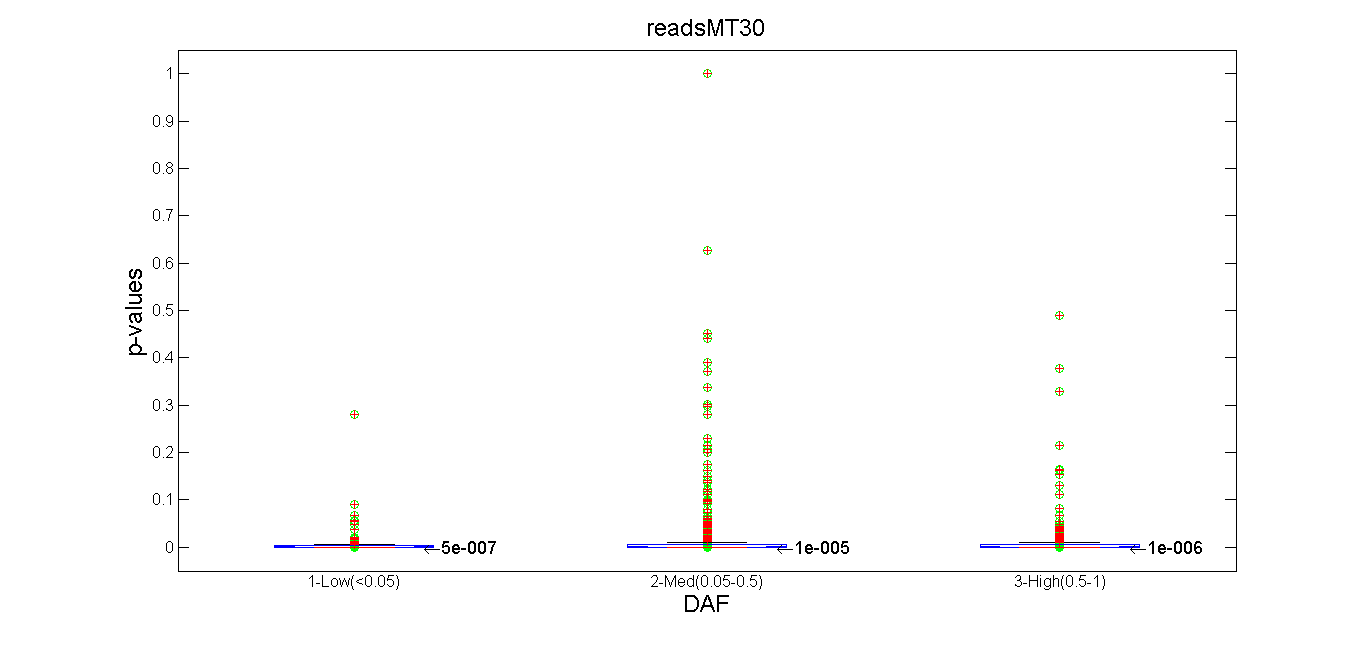 readsMT30
1
0.9
0.8
0.7
0.6
0.5
0.4
0.3
0.2
0.1
0
p-values
5e-007
1e-005
1e-006
1-Low(<0.05)
2-Med(0.05-0.5)
3-High(0.5-1)
DAF